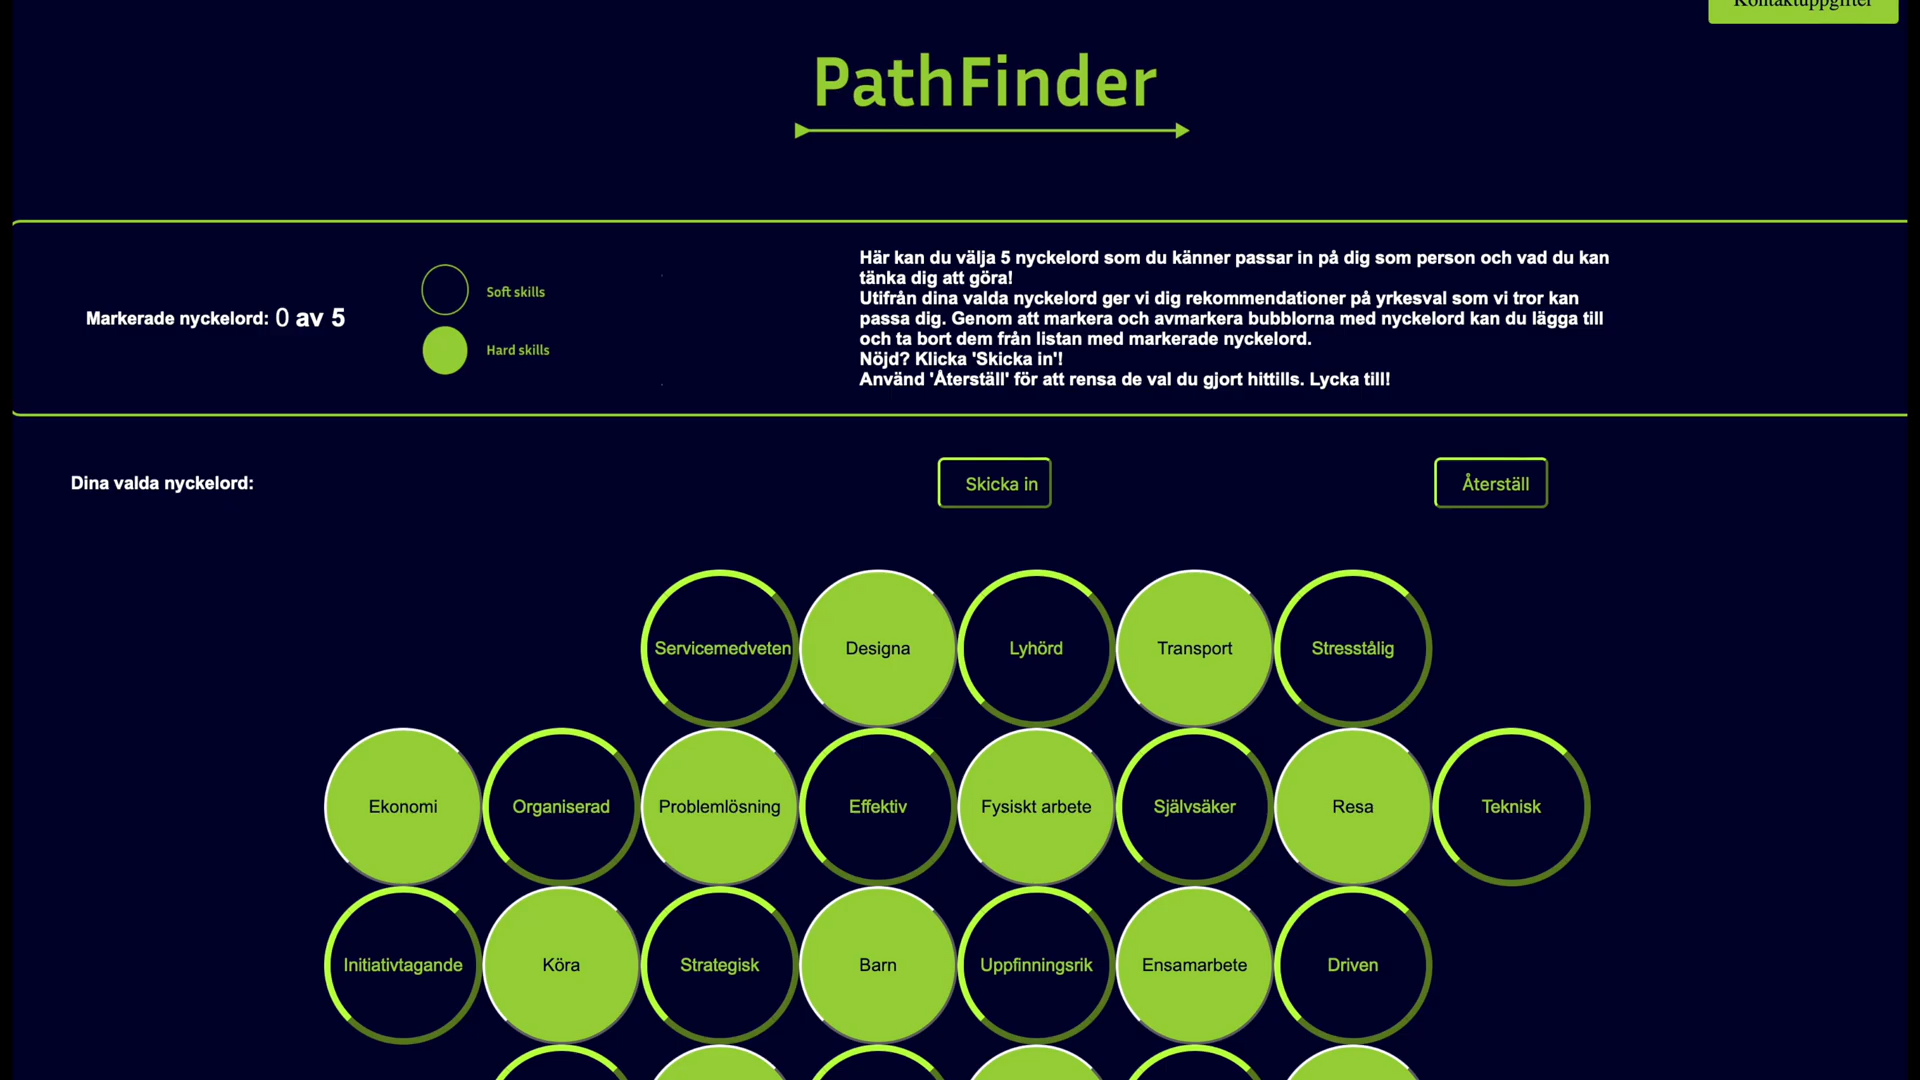 Kontaktuppgifter
PathFinder
Markerade nyckelord: 0 av 5
Soft skills
Hard skills
Här kan du välja 5 nyckelord som du känner passar in på dig som person och vad du kan
tänka dig att göra!
Utifrån dina valda nyckelord ger vi dig rekommendationer på yrkesval som vi tror kan
passa dig. Genom att markera och avmarkera bubblorna med nyckelord kan du lägga till
och ta bort dem från listan med markerade nyckelord.
Nöjd? Klicka 'Skicka in'!
Använd 'Återställ' för att rensa de val du gjort hittills. Lycka till!
Dina valda nyckelord:
Skicka in
Återställ
Servicemedveten
Designa
Lyhörd
Transport
Stresstålig
Ekonomi
Organiserad
Problemlösning
Effektiv
Fysiskt arbete
Självsäker
Resa
Teknisk
Initiativtagande
Köra
Strategisk
Barn
Uppfinningsrik
Ensamarbete
Driven